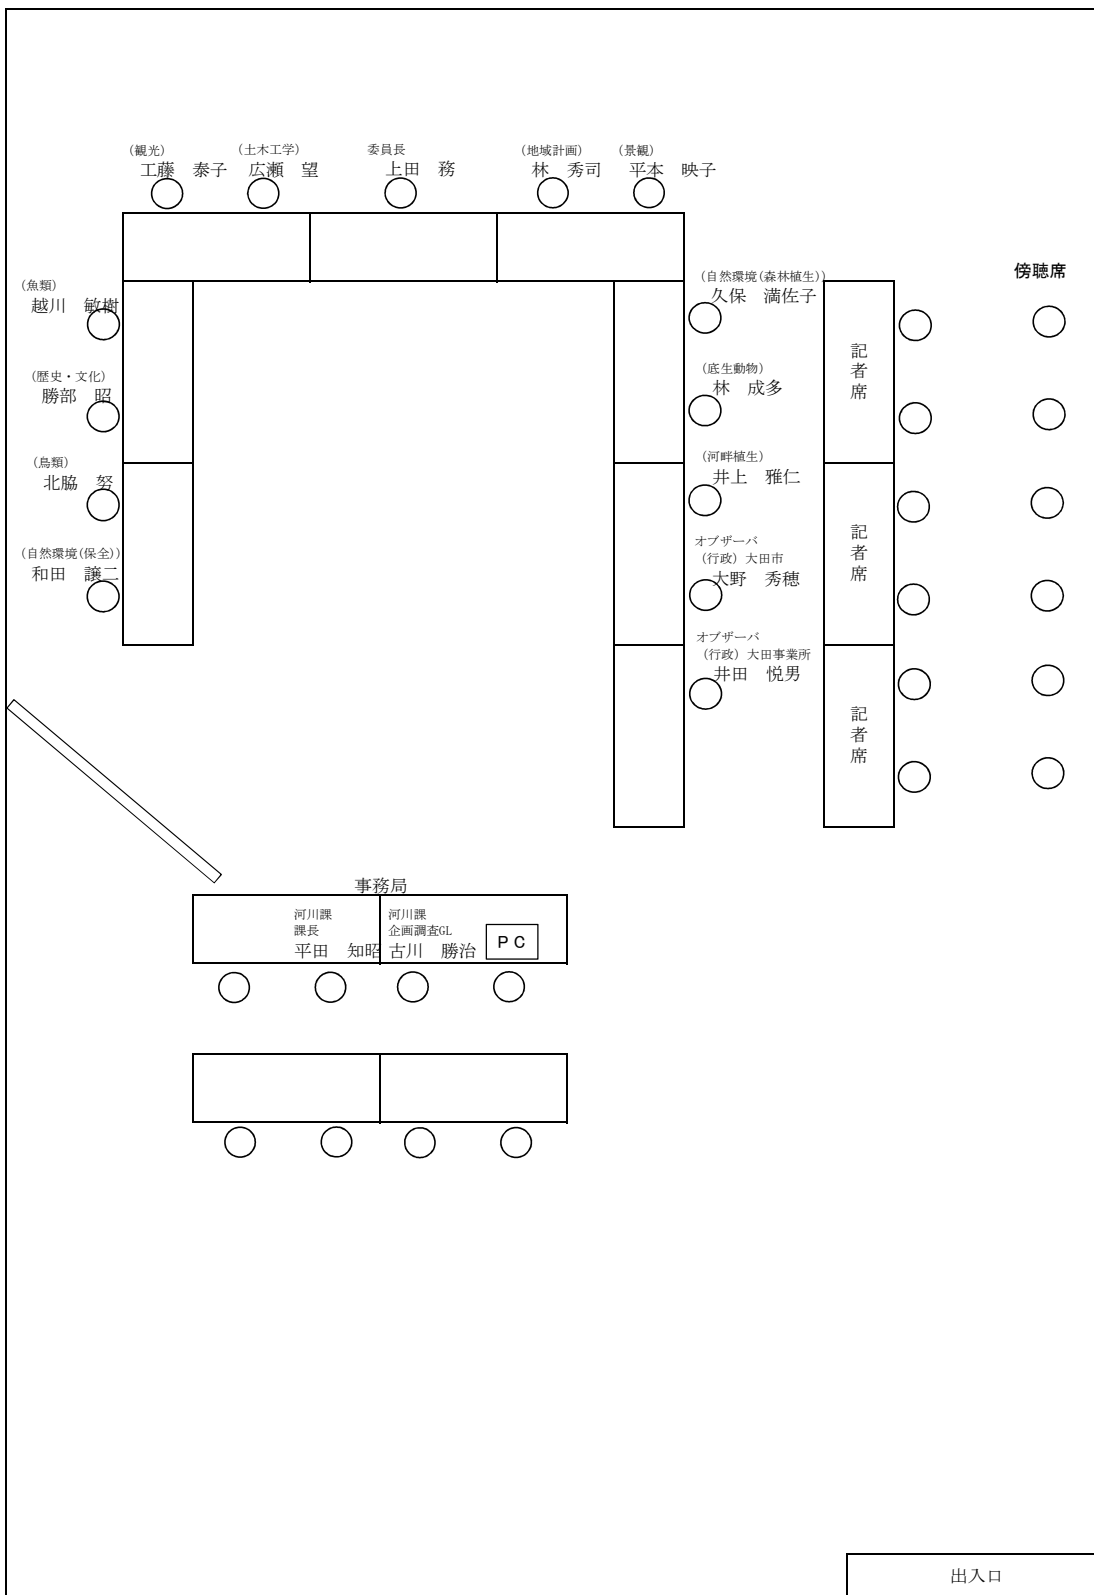 (観光)
工藤　泰子
(土木工学)
広瀬　望
委員長
上田　務
(地域計画)
林　秀司
(景観)
平本　映子
(魚類)
越川　敏樹
(歴史・文化)
勝部　昭
(鳥類)
北脇　努
(自然環境(保全))
和田　譲二
(自然環境(森林植生))
久保　満佐子
(底生動物)
林　成多
(河畔植生)
井上　雅仁
オブザーバ
(行政) 大田市
大野　秀穂
オブザーバ
(行政) 大田事業所
井田　悦男
記者席
記者席
記者席
傍聴席
事務局
河川課
課長
平田　知昭
河川課
企画調査GL
古川　勝治
ＰＣ
出入口